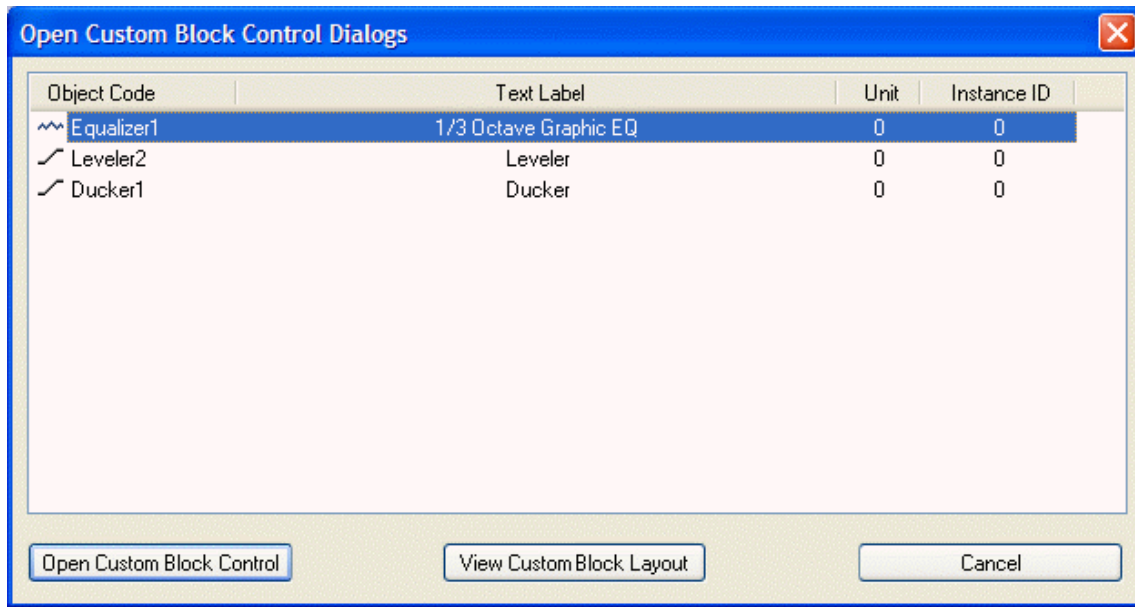 Open Custom Block Control Dialogs
Object Code Text Label Unit Instance ID
Equalizer1 1/3 Octave Graphic EQ 0 0
Leveler2 Leveler 0 0
Ducker1 Ducker 0 0
Open Custom Block Control View Custom Block Layout Cancel